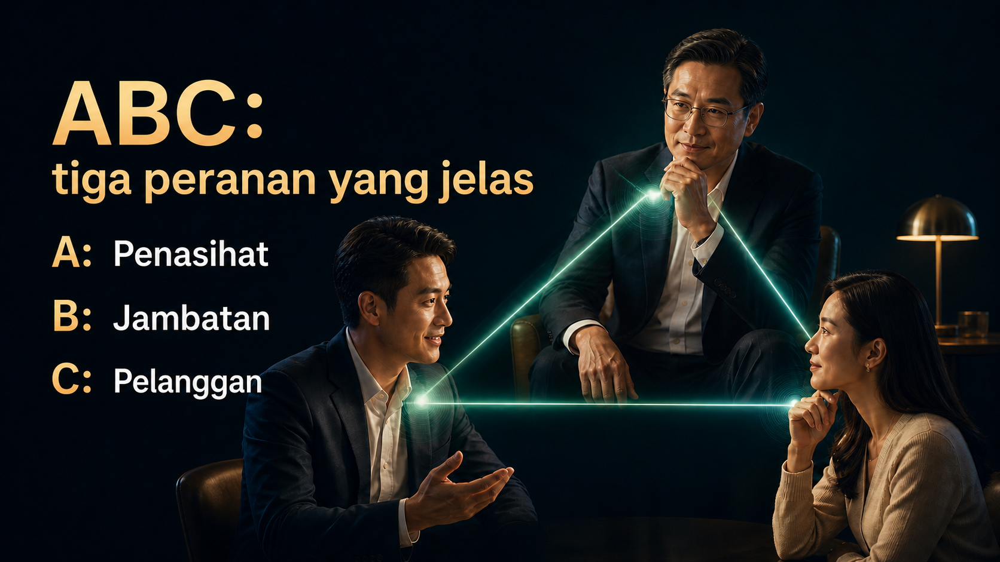 ABC:
tiga peranan yang jelas
A: Penasihat
B: Jambatan
C: Pelanggan